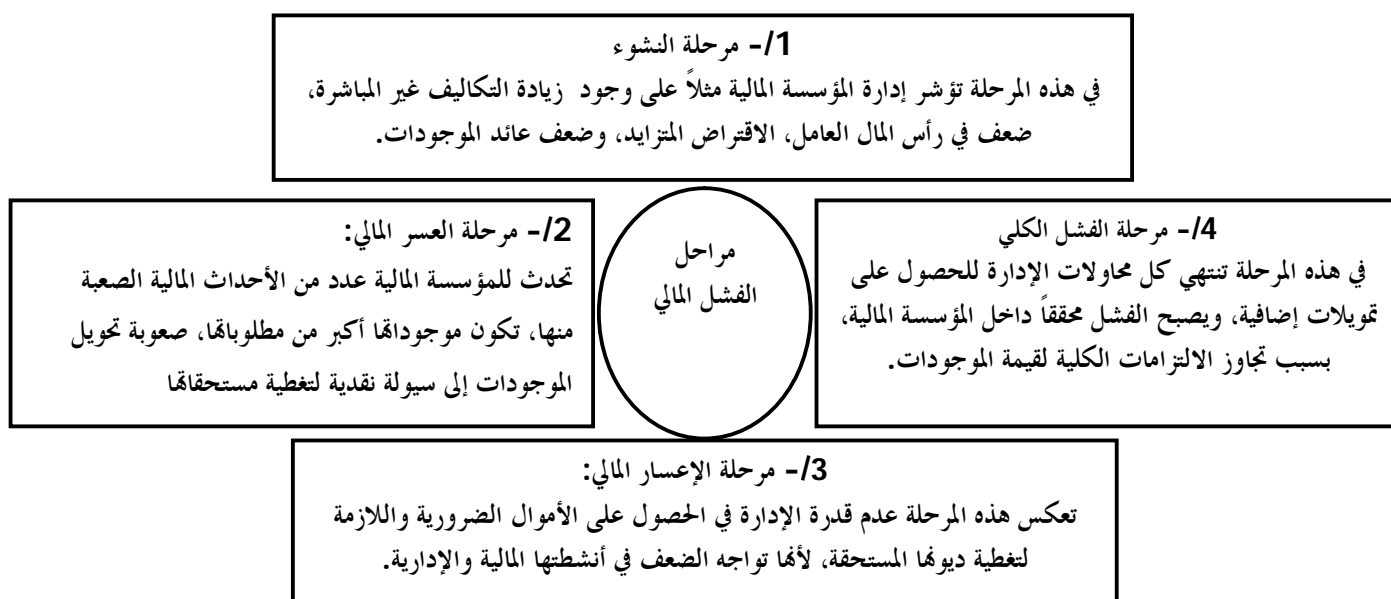 1/- مرحلة النشوء
في هذه المرحلة تؤشر إدارة المؤسسة المالية مثلاً على وجود زيادة التكاليف غير المباشرة،
ضعف في رأس المال العامل، الاقتراض المتزايد، وضعف عائد الموجودات.
مراحل
الفشل المالي
2/- مرحلة العسر المالي:
تحدث للمؤسسة المالية عدد من الأحداث المالية الصعبة
منها، تكون موجوداتها أكبر من مطلوباتها، صعوبة تحويل
الموجودات إلى سيولة نقدية لتغطية مستحقاتها
3/- مرحلة الإعسار المالي:
تعكس هذه المرحلة عدم قدرة الإدارة في الحصول على الأموال الضرورية واللازمة
لتغطية ديونها المستحقة، لأنها تواجه الضعف في أنشطتها المالية والإدارية.
4/- مرحلة الفشل الكلي
في هذه المرحلة تنتهي كل محاولات الإدارة للحصول على
تمويلات إضافية، ويصبح الفشل محققاً داخل المؤسسة المالية،
بسبب تجاوز الالتزامات الكلية لقيمة الموجودات.